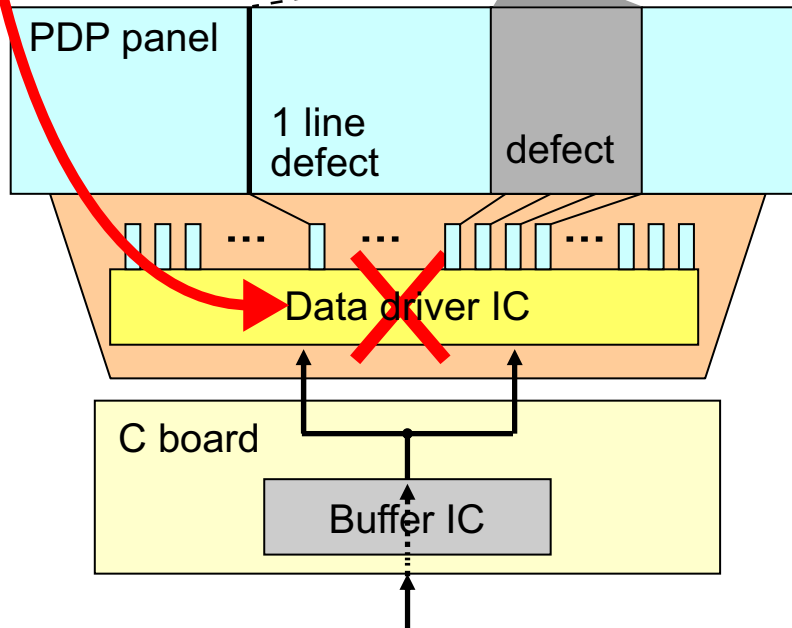 PDP panel
1 line
defect
defect
...
...
...
Data driver IC
C board
Buffer IC